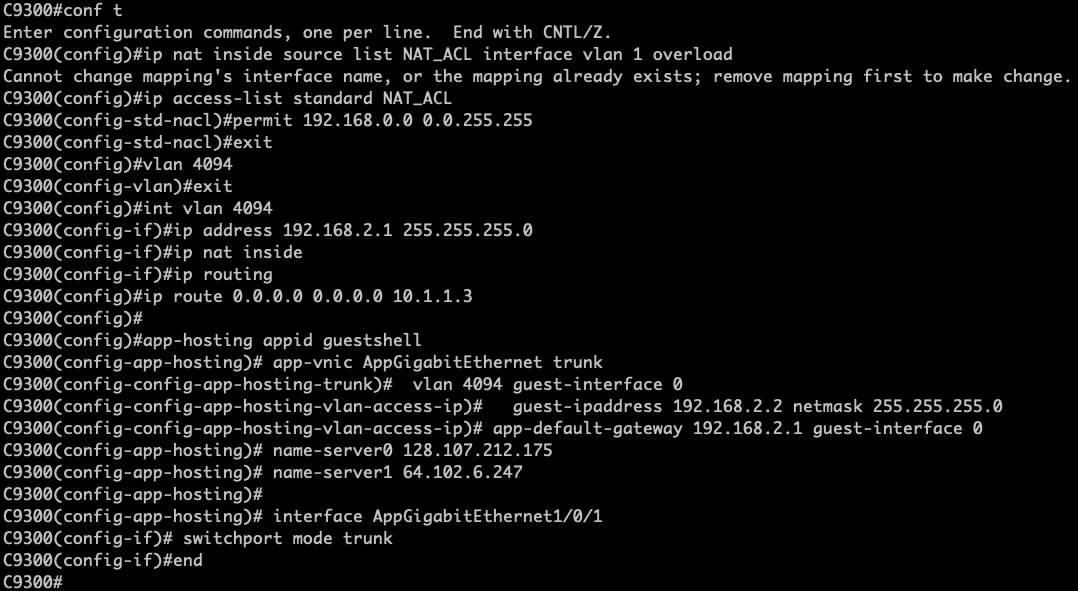 C9300#conf t
Enter configuration commands, one per line.  End with CNTL/Z.
C9300(config)#ip nat inside source list NAT_ACL interface vlan 1 overload
Cannot change mapping's interface name, or the mapping already exists; remove mapping first to make change.
C9300(config)#ip access-list standard NAT_ACL
C9300(config-std-nacl)#permit 192.168.0.0 0.0.255.255
C9300(config-std-nacl)#exit
C9300(config)#vlan 4094
C9300(config-vlan)#exit
C9300(config)#int vlan 4094
C9300(config-if)#ip address 192.168.2.1 255.255.255.0
C9300(config-if)#ip nat inside
C9300(config-if)#ip routing
C9300(config)#ip route 0.0.0.0 0.0.0.0 10.1.1.3
C9300(config)#
C9300(config)#app-hosting appid guestshell
C9300(config-app-hosting)# app-vnic AppGigabitEthernet trunk
C9300(config-config-app-hosting-trunk)#  vlan 4094 guest-interface 0
C9300(config-config-app-hosting-vlan-access-ip)#   guest-ipaddress 192.168.2.2 netmask 255.255.255.0
C9300(config-config-app-hosting-vlan-access-ip)# app-default-gateway 192.168.2.1 guest-interface 0
C9300(config-app-hosting)# name-server0 128.107.212.175
C9300(config-app-hosting)# name-server1 64.102.6.247
C9300(config-app-hosting)#
C9300(config-app-hosting)# interface AppGigabitEthernet1/0/1
C9300(config-if)# switchport mode trunk
C9300(config-if)#end
C9300#